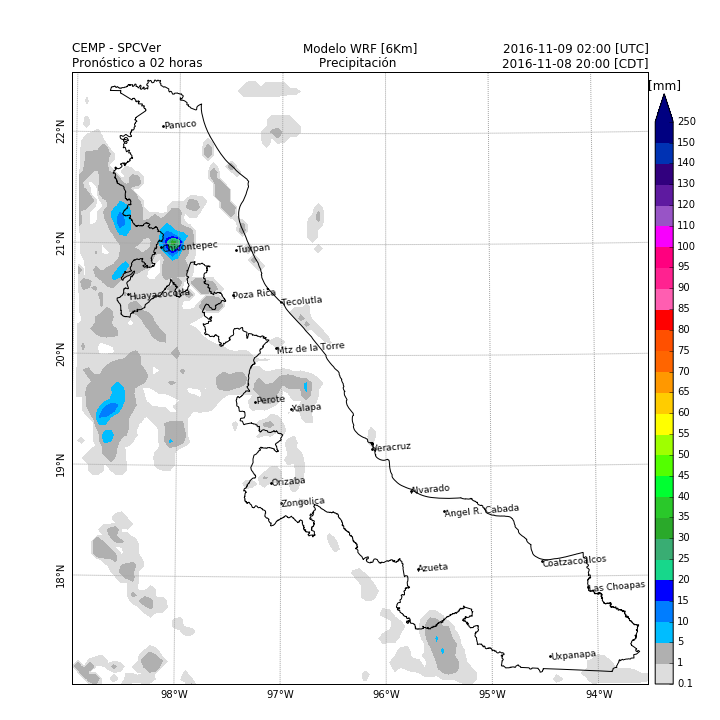 CEMP - SPCVer Modelo WRF [6Km] 2016-11-09 02:00 [UTC]
Pronóstico a 02 horas Precipitación 2016-11-08 20:00 [CDT]
[mm]
250
150
140
130
120
110
100
95
90
85
80
75
70
65
60
55
50
45
40
35
30
25
20
15
10
5
1
0.1
22°N
21°N
20°N
19°N
18°N
Panuco
Chicontepec
Tuxpan
Huayacocotla
Poza Rica
Tecolutla
Mtz de la Torre
Perote
Xalapa
Veracruz
Orizaba
Alvarado
Zongolica
Angel R. Cabada
Azueta
Coatzacoalcos
Las Choapas
Uxpanapa
98°W 97°W 96°W 95°W 94°W